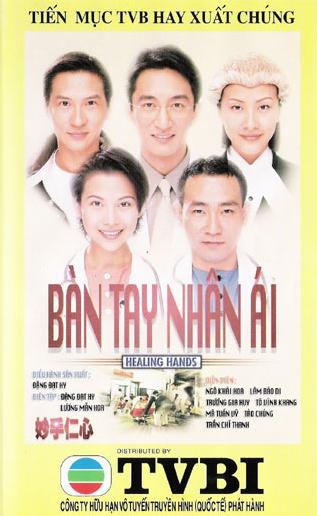 TIẾN MỤC TVB HAY XUẤT CHÚNG
BÀN TAY NHÂN ÁI
HEALING HANDS
ĐIỀU HÀNH SẢN XUẤT :
ĐẶNG ĐẠT HY
BIÊN TẬP : ĐẶNG ĐẠT HY
LƯƠNG MÃN HOA
妙手仁心
DIỄN VIÊN :
NGÔ KHẢI HOA LÂM BẢO DI
TRƯƠNG GIA HUY TÔ VĨNH KHANG
MÃ TUẤN VỸ TÀO CHÚNG
TRẦN CHÍ THANH
DISTRIBUTED BY
TVBI
CÔNG TY HỮU HẠN VÔ TUYẾN TRUYỀN HÌNH (QUỐC TẾ) PHÁT HÀNH